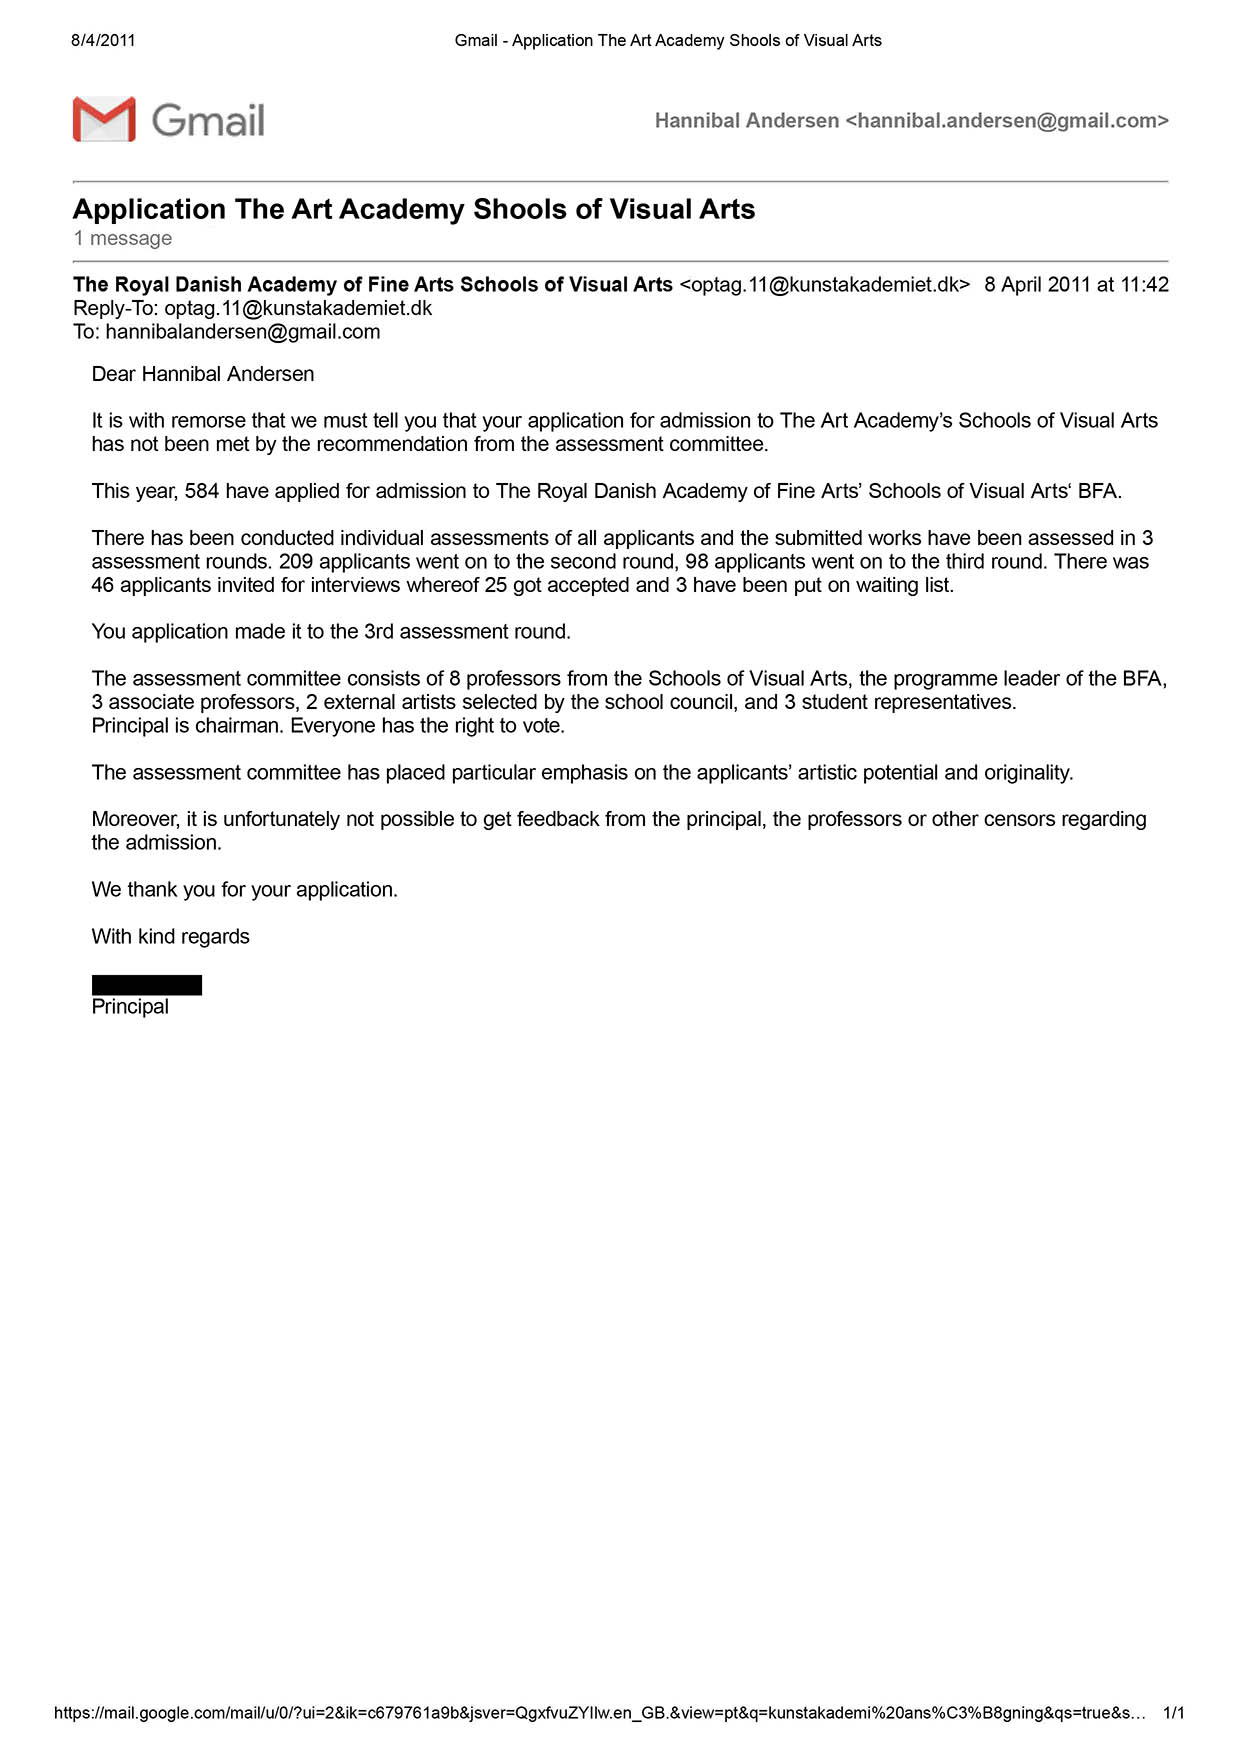 8/4/2011 Gmail - Application The Art Academy Shools of Visual Arts
Gmail Hannibal Andersen <hannibal.andersen@gmail.com>
Application The Art Academy Shools of Visual Arts
1 message
The Royal Danish Academy of Fine Arts Schools of Visual Arts <optag.11@kunstakademiet.dk> 8 April 2011 at 11:42
Reply-To: optag.11@kunstakademiet.dk
To: hannibalandersen@gmail.com
Dear Hannibal Andersen
It is with remorse that we must tell you that your application for admission to The Art Academy’s Schools of Visual Arts
has not been met by the recommendation from the assessment committee.
This year, 584 have applied for admission to The Royal Danish Academy of Fine Arts’ Schools of Visual Arts‘ BFA.
There has been conducted individual assessments of all applicants and the submitted works have been assessed in 3
assessment rounds. 209 applicants went on to the second round, 98 applicants went on to the third round. There was
46 applicants invited for interviews whereof 25 got accepted and 3 have been put on waiting list.
You application made it to the 3rd assessment round.
The assessment committee consists of 8 professors from the Schools of Visual Arts, the programme leader of the BFA,
3 associate professors, 2 external artists selected by the school council, and 3 student representatives.
Principal is chairman. Everyone has the right to vote.
The assessment committee has placed particular emphasis on the applicants’ artistic potential and originality.
Moreover, it is unfortunately not possible to get feedback from the principal, the professors or other censors regarding
the admission.
We thank you for your application.
With kind regards
Principal
https://mail.google.com/mail/u/0/?ui=2&ik=c679761a9b&jsver=QgxfvuZYIlw.en_GB.&view=pt&q=kunstakademi%20ans%C3%B8gning&qs=true&s… 1/1